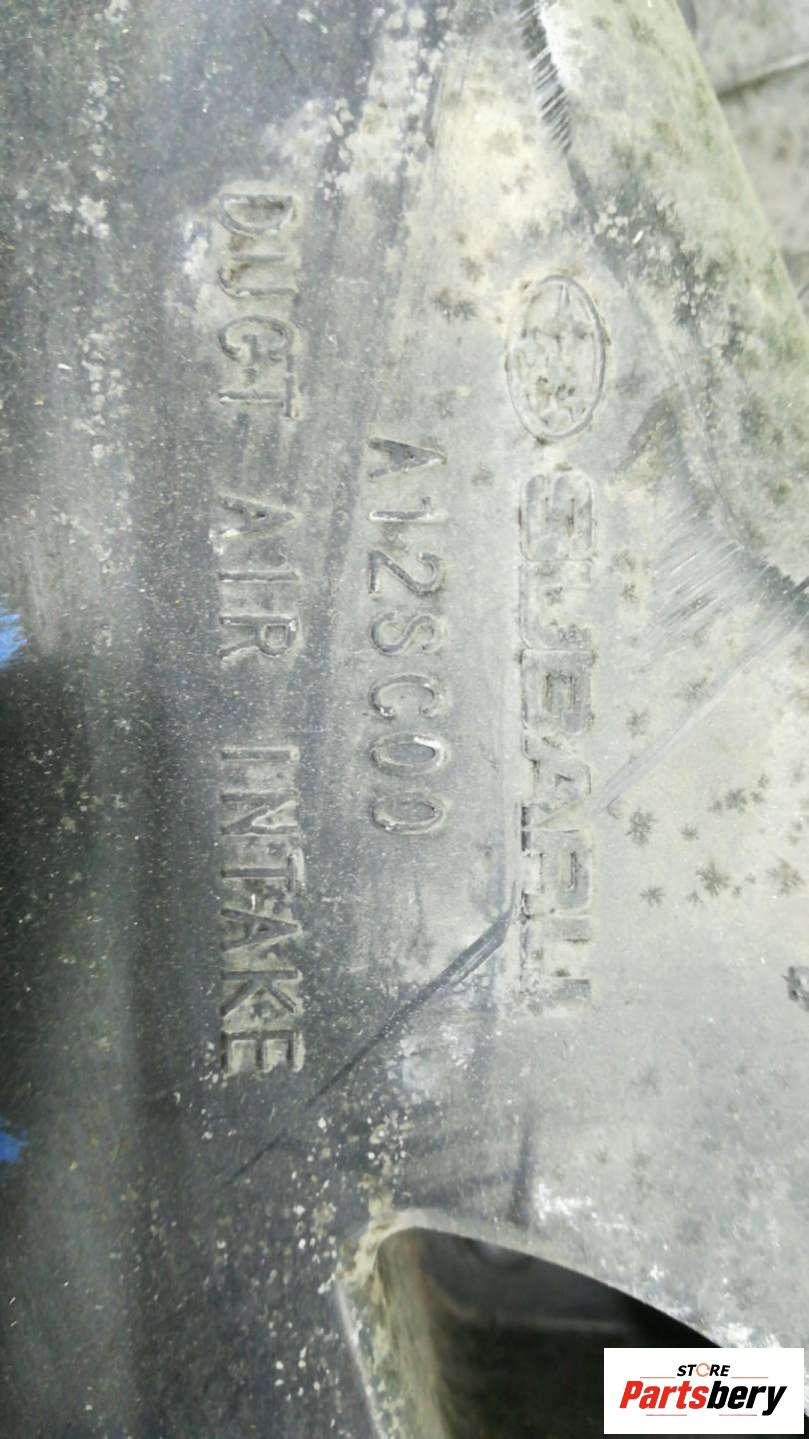 SUBARU
A12SC00
DUCT AIR INTAKE
STORE
Partsbery